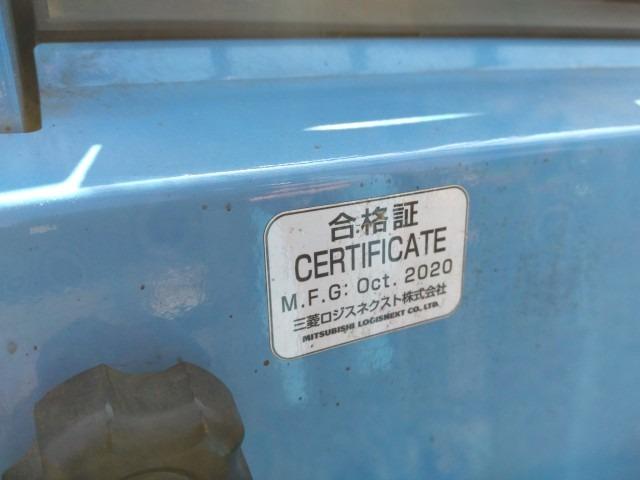 合格証
CERTIFICATE
M.F.G: Oct. 2020
三菱ロジスネクスト株式会社
MITSUBISHI LOGISNEXT CO., LTD.